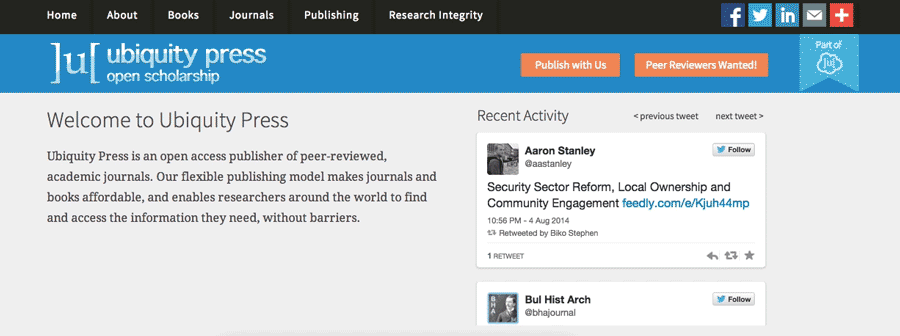 Home About Books Journals Publishing Research Integrity
]u[ ubiquity press
open scholarship
Publish with Us
Peer Reviewers Wanted!
Part of
]u[
Welcome to Ubiquity Press
Ubiquity Press is an open access publisher of peer-reviewed,
academic journals. Our flexible publishing model makes journals and
books affordable, and enables researchers around the world to find
and access the information they need, without barriers.
Recent Activity
< previous tweet next tweet >
Aaron Stanley
@aastanley
Follow
Security Sector Reform, Local Ownership and
Community Engagement feedly.com/e/Kjuh44mp
10:56 PM - 4 Aug 2014
Retweeted by Biko Stephen
1 RETWEET
BHA
Bul Hist Arch
@bhajournal
Follow